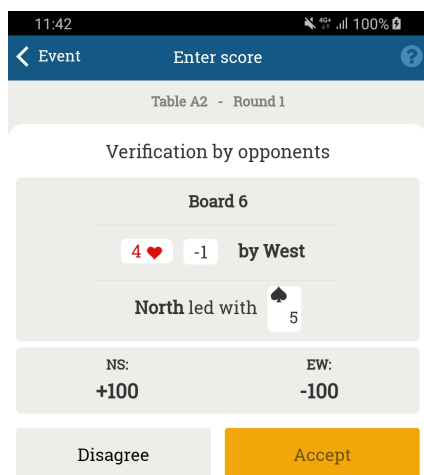 11:42 4G+ 100%
Event Enter score ?
Table A2 - Round 1
Verification by opponents
Board 6
4♥ -1 by West
North led with ♠5
NS: EW:
+100 -100
Disagree Accept